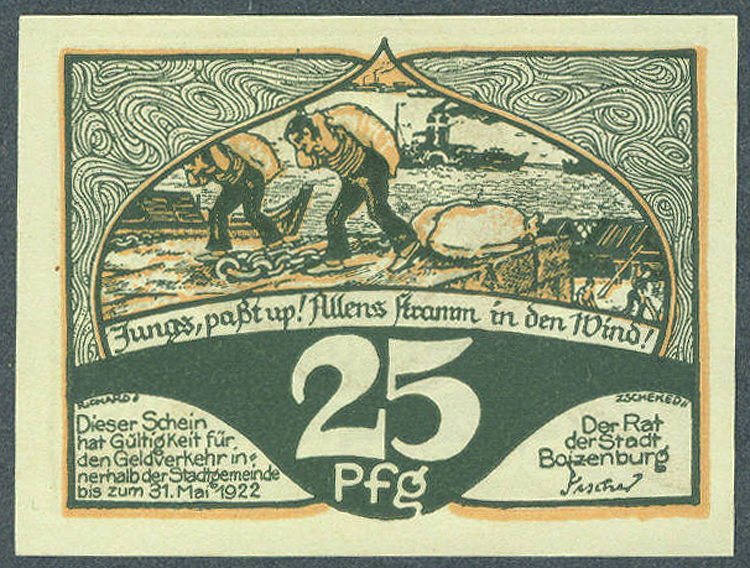 Jungs, paßt up! Allens stramm in den Wind!
25
Pfg
RICHARD
ZSCHEKED
Dieser Schein
hat Gültigkeit für
den Geldverkehr in=
nerhalb der Stadtgemeinde
bis zum 31. Mai 1922
Der Rat
der Stadt
Boizenburg